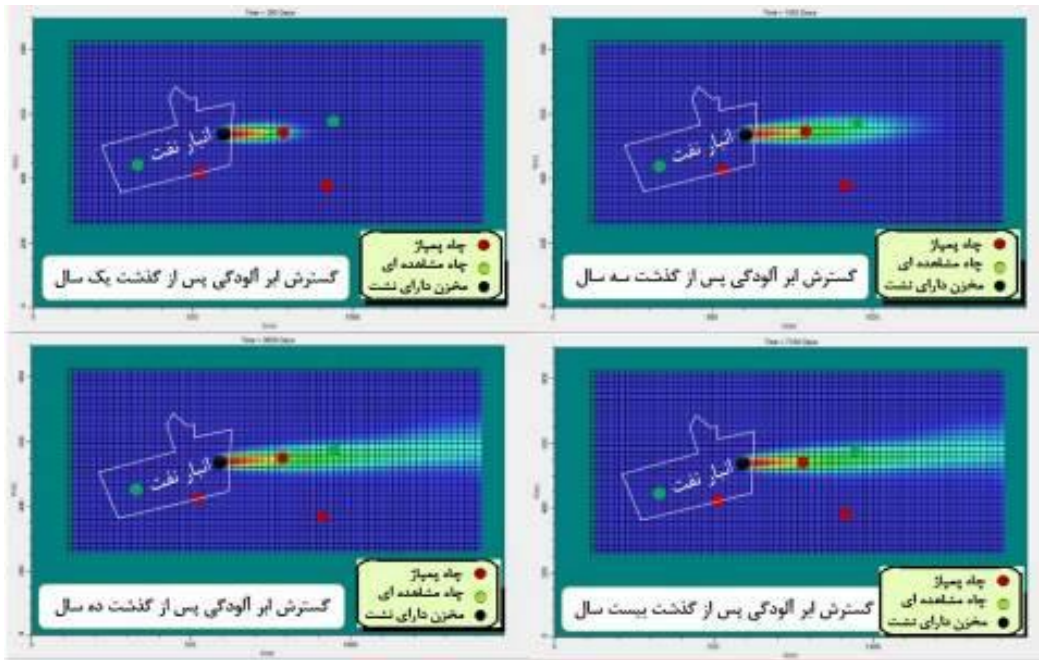 انبار نفت
چاه پمپاژ
چاه مشاهده ای
مخزن دارای نشت
گسترش ابر آلودگی پس از گذشت یک سال
انبار نفت
چاه پمپاژ
چاه مشاهده ای
مخزن دارای نشت
گسترش ابر آلودگی پس از گذشت سه سال
انبار نفت
چاه پمپاژ
چاه مشاهده ای
مخزن دارای نشت
گسترش ابر آلودگی پس از گذشت ده سال
انبار نفت
چاه پمپاژ
چاه مشاهده ای
مخزن دارای نشت
گسترش ابر آلودگی پس از گذشت بیست سال